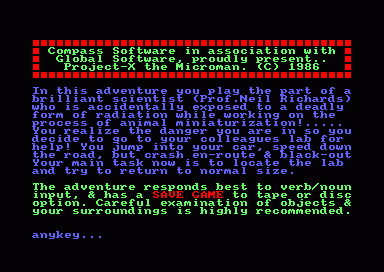 Compass Software in association with
Global Software, proudly present..
Project-X the Microman. (C) 1986
In this adventure you play the part of a
brilliant scientist (Prof.Neil Richards)
who is accidentally exposed to a deadly
form of radiation while working on the
process of animal miniaturization!.....
You realize the danger you are in so you
decide to go to your colleagues lab for
help! You jump into your car, speed down
the road, but crash en-route & black-out
Your main task now is to locate the lab
and try to return to normal size.
The adventure responds best to verb/noun
input, & has a SAVE GAME to tape or disc
option. Careful examination of objects &
your surroundings is highly recommended.
anykey...